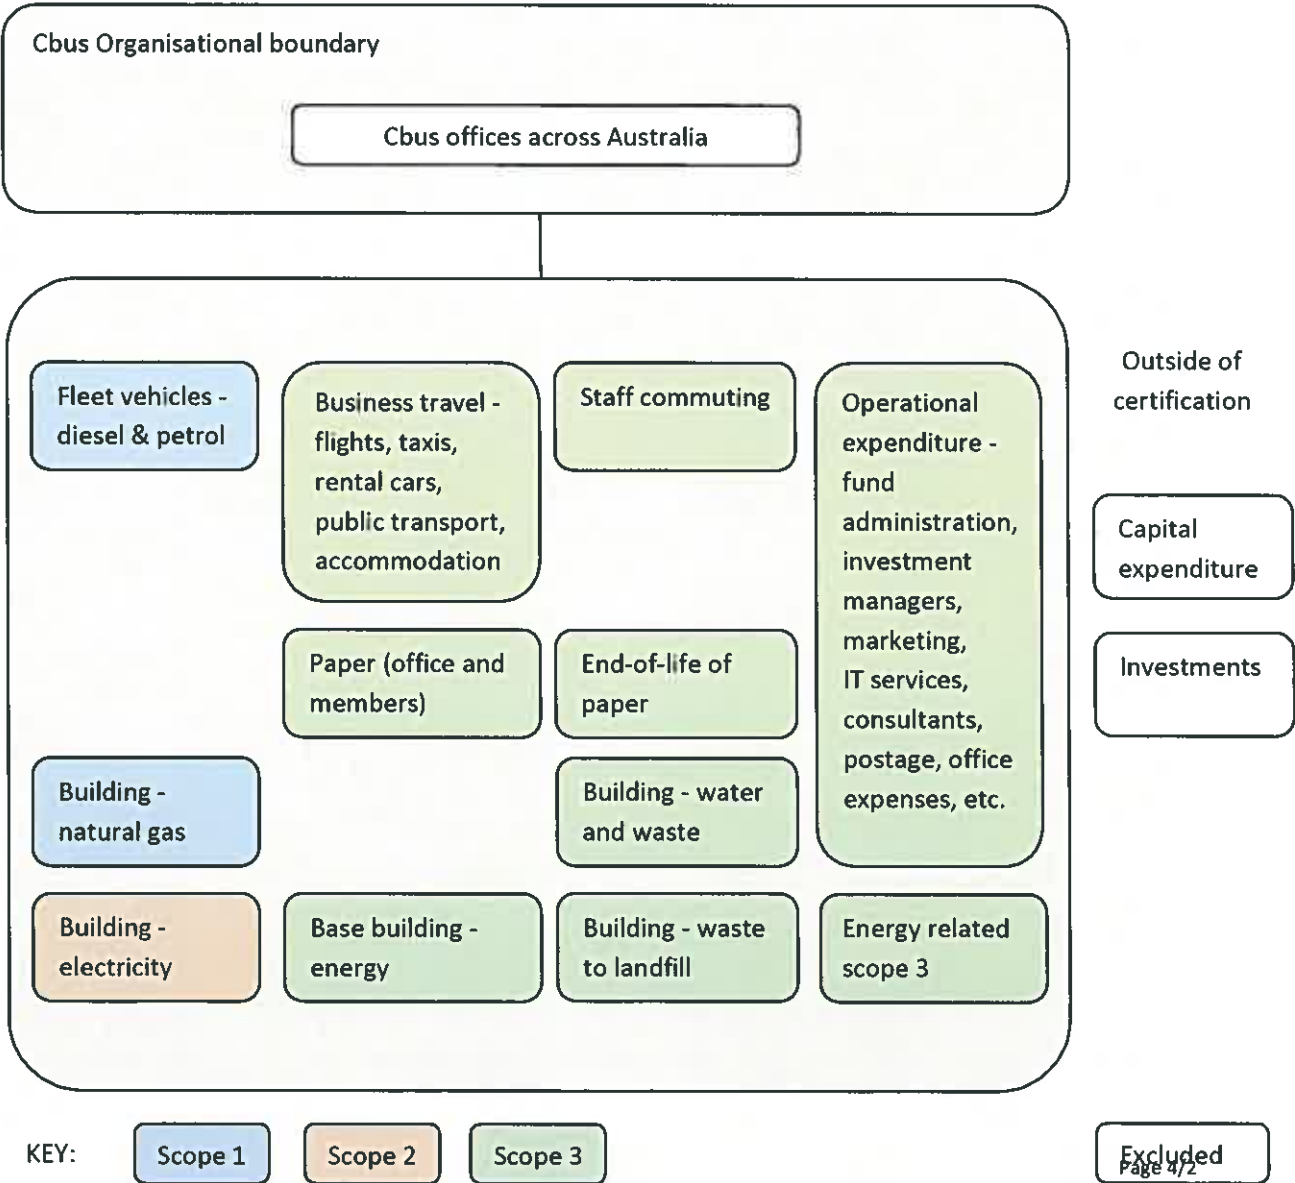 Cbus Organisational boundary
Cbus offices across Australia
Fleet vehicles -
diesel & petrol
Business travel -
flights, taxis,
rental cars,
public transport,
accommodation
Staff commuting
Operational
expenditure -
fund
administration,
investment
managers,
marketing,
IT services,
consultants,
postage, office
expenses, etc.
Paper (office and
members)
End-of-life of
paper
Building -
natural gas
Building - water
and waste
Building -
electricity
Base building -
energy
Building - waste
to landfill
Energy related
scope 3
Outside of
certification
Capital
expenditure
Investments
KEY:
Scope 1
Scope 2
Scope 3
Excluded
Page 4/2